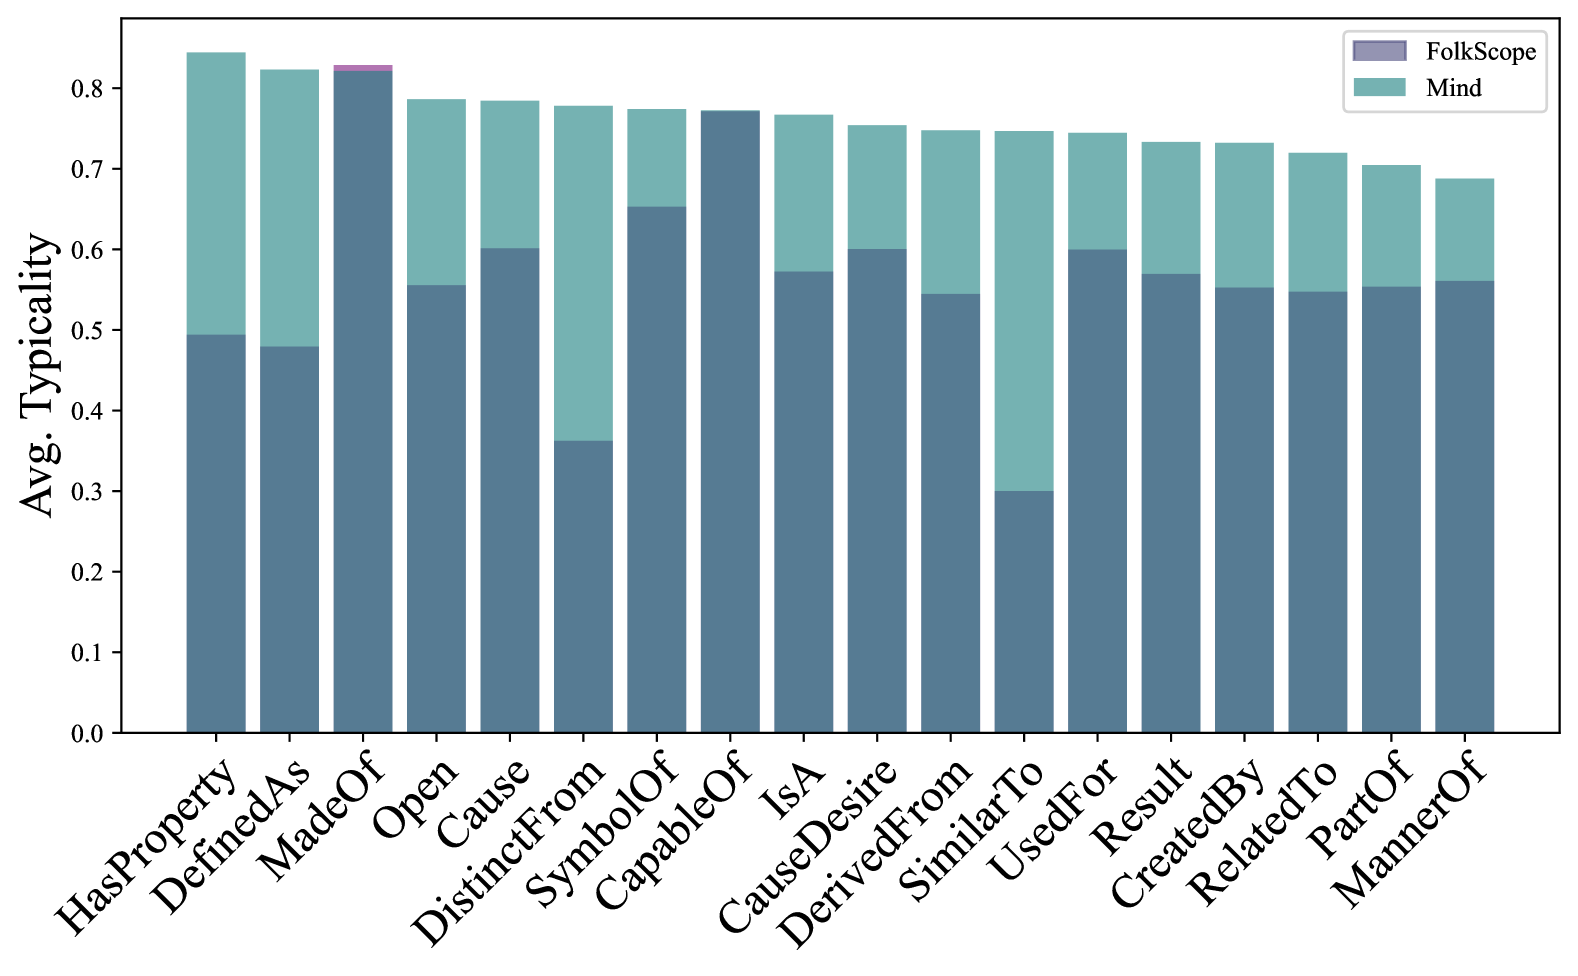 FolkScope
Mind
Avg. Typicality
0.8
0.7
0.6
0.5
0.4
0.3
0.2
0.1
0.0
HasProperty
DefinedAs
MadeOf
Open
Cause
DistinctFrom
SymbolOf
CapableOf
IsA
CauseDesire
DerivedFrom
SimilarTo
UsedFor
Result
CreatedBy
RelatedTo
PartOf
MannerOf